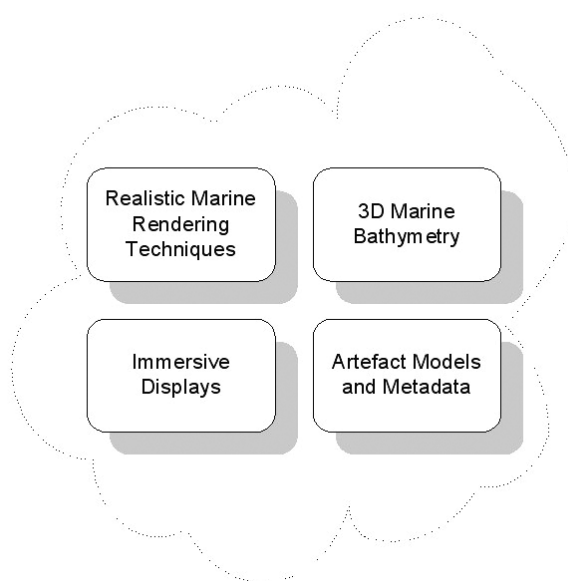 Realistic Marine
Rendering
Techniques
3D Marine
Bathymetry
Immersive
Displays
Artefact Models
and Metadata